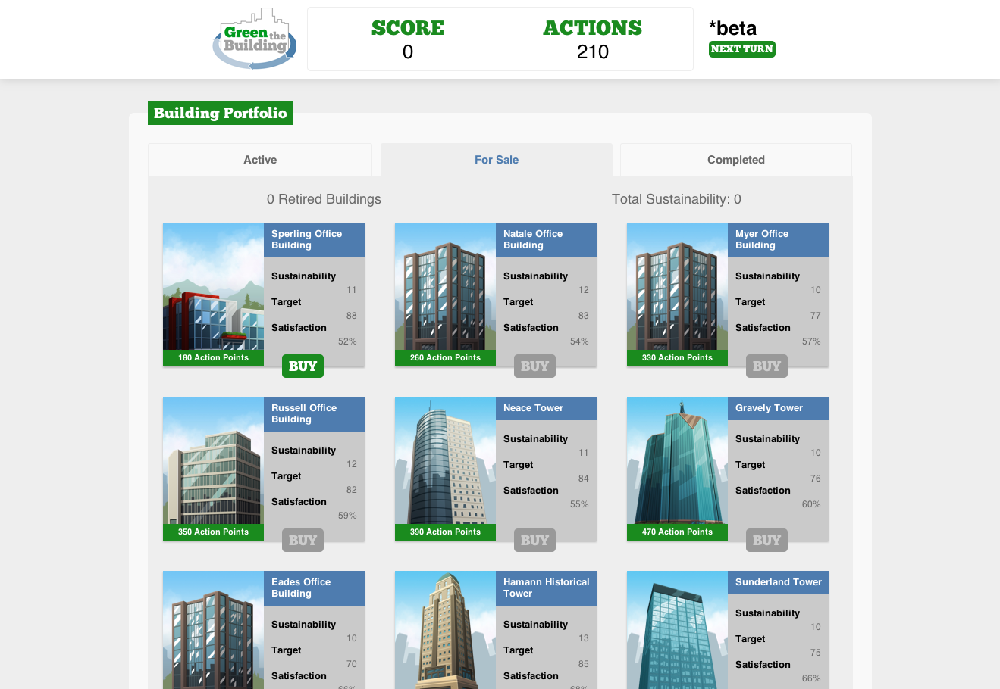 Green the
Building
SCORE
0
ACTIONS
210
*beta
NEXT TURN
Building Portfolio
Active
For Sale
Completed
0 Retired Buildings
Total Sustainability: 0
Sperling Office
Building
Sustainability
11
Target
88
Satisfaction
52%
180 Action Points
BUY
Natale Office
Building
Sustainability
12
Target
83
Satisfaction
54%
260 Action Points
BUY
Myer Office
Building
Sustainability
10
Target
77
Satisfaction
57%
330 Action Points
BUY
Russell Office
Building
Sustainability
12
Target
82
Satisfaction
59%
350 Action Points
BUY
Neace Tower
Sustainability
11
Target
84
Satisfaction
55%
390 Action Points
BUY
Gravely Tower
Sustainability
10
Target
76
Satisfaction
60%
470 Action Points
BUY
Eades Office
Building
Sustainability
10
Target
70
Satisfaction
Hamann Historical
Tower
Sustainability
13
Target
85
Satisfaction
Sunderland Tower
Sustainability
10
Target
75
Satisfaction
66%